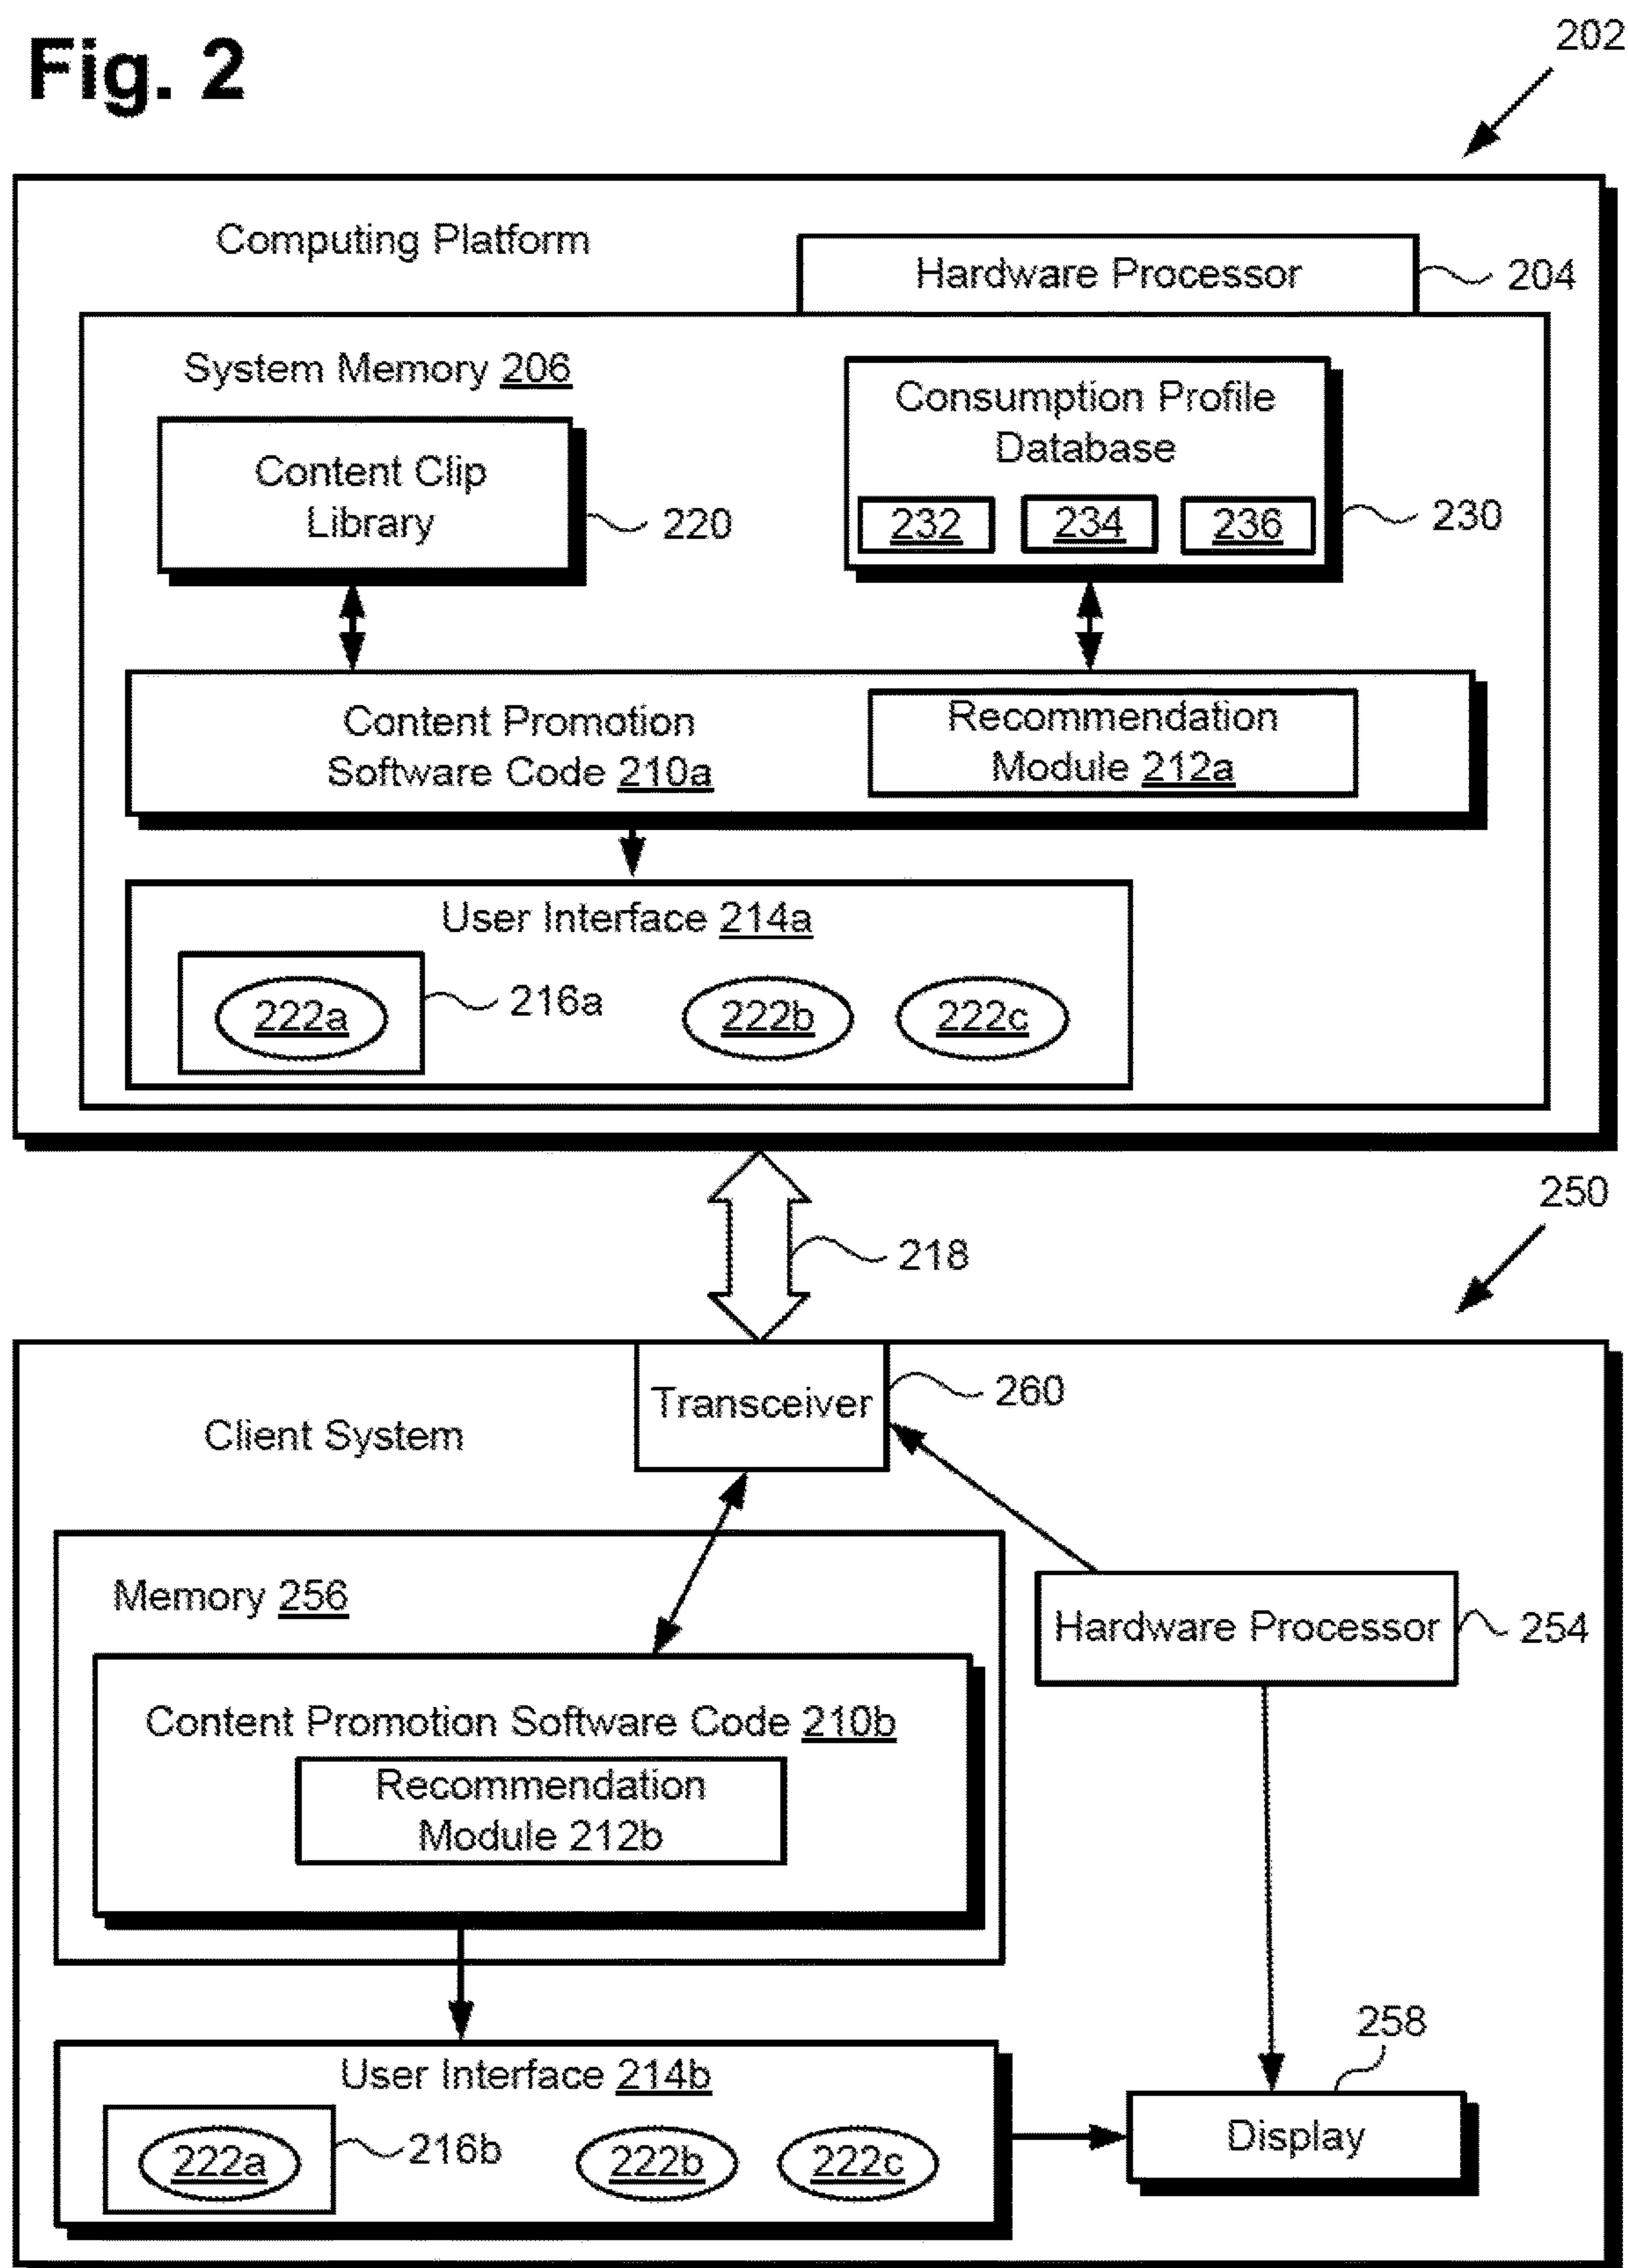 Fig. 2
202
Computing Platform
Hardware Processor
204
System Memory 206
Consumption Profile
Database
Content Clip
Library
220
232
234
236
230
Content Promotion
Software Code 210a
Recommendation
Module 212a
User Interface 214a
222a
216a
222b
222c
218
250
Transceiver
260
Client System
Memory 256
Hardware Processor
254
Content Promotion Software Code 210b
Recommendation
Module 212b
258
User Interface 214b
222a
216b
222b
222c
Display